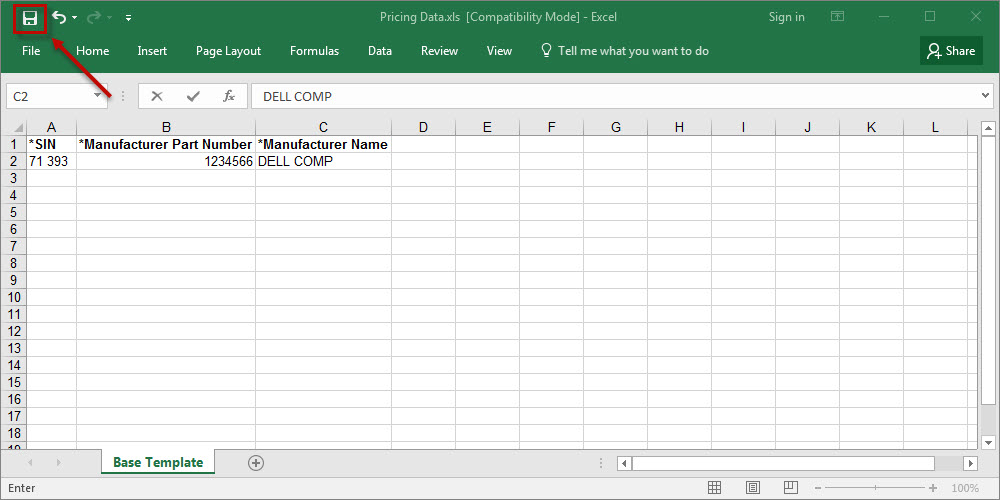 Pricing Data.xls [Compatibility Mode] - Excel Sign in
File Home Insert Page Layout Formulas Data Review View Tell me what you want to do Share
C2 fx DELL COMP
A B C D E F G H I J K L
1 *SIN *Manufacturer Part Number *Manufacturer Name
2 71 393 1234566 DELL COMP
3
4
5
6
7
8
9
10
11
12
13
14
15
16
17
18
19
Base Template
Enter 100%